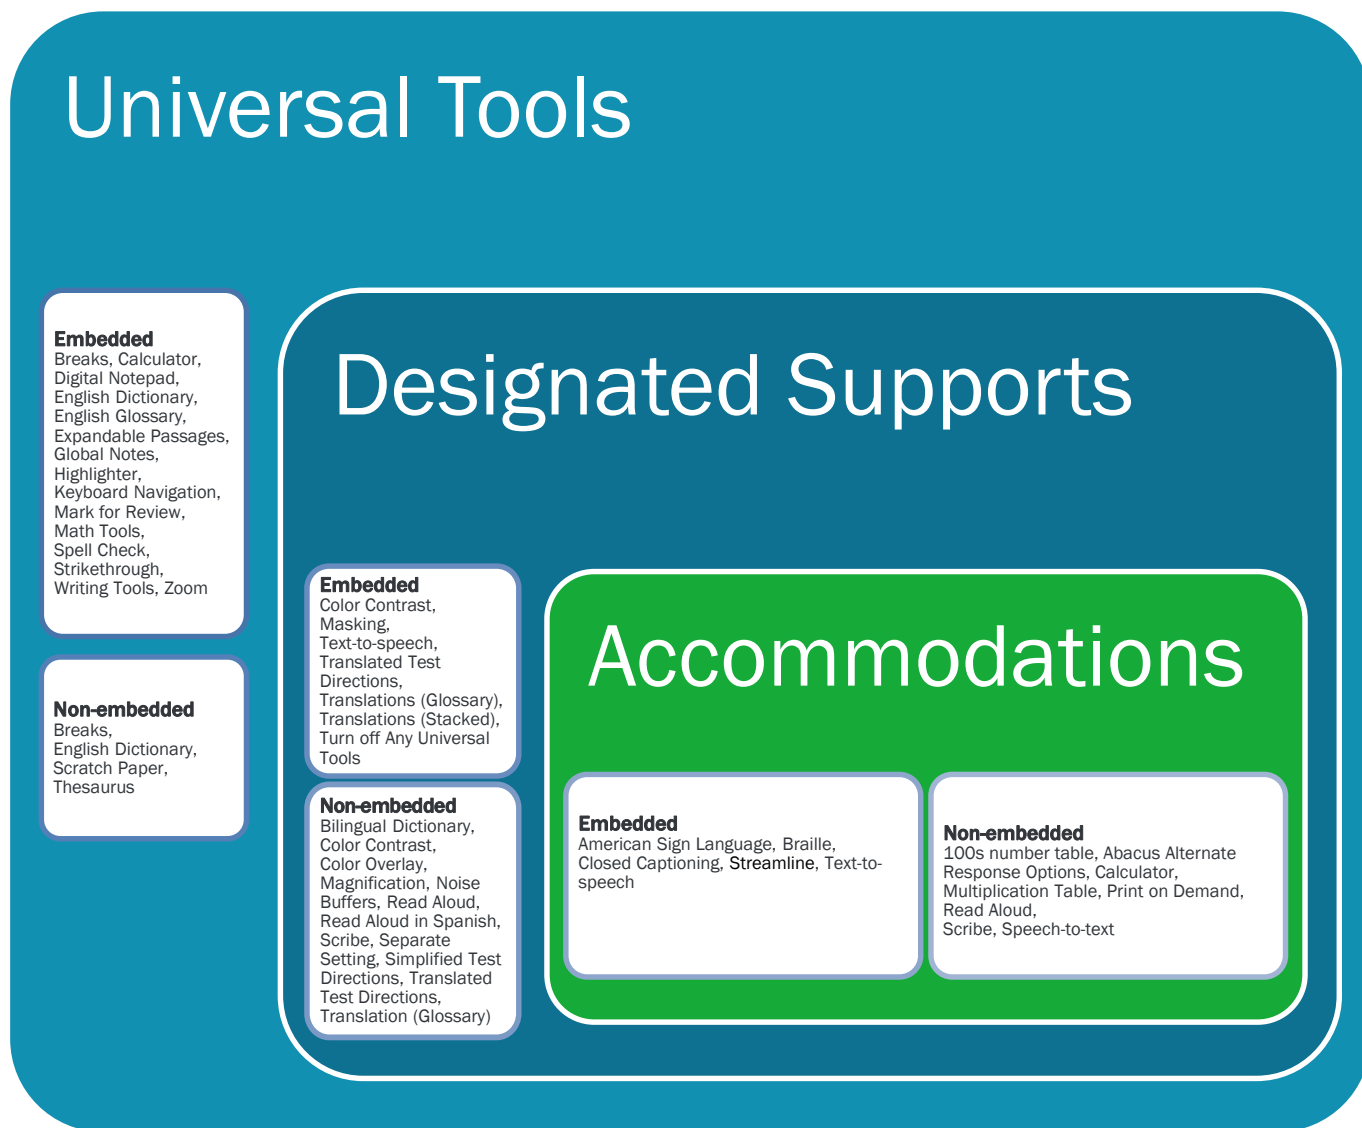 Universal Tools
Embedded
Breaks, Calculator,
Digital Notepad,
English Dictionary,
English Glossary,
Expandable Passages,
Global Notes,
Highlighter,
Keyboard Navigation,
Mark for Review,
Math Tools,
Spell Check,
Strikethrough,
Writing Tools, Zoom
Non-embedded
Breaks,
English Dictionary,
Scratch Paper,
Thesaurus
Designated Supports
Embedded
Color Contrast,
Masking,
Text-to-speech,
Translated Test
Directions,
Translations (Glossary),
Translations (Stacked),
Turn off Any Universal
Tools
Non-embedded
Bilingual Dictionary,
Color Contrast,
Color Overlay,
Magnification, Noise
Buffers, Read Aloud,
Read Aloud in Spanish,
Scribe, Separate
Setting, Simplified Test
Directions, Translated
Test Directions,
Translation (Glossary)
Accommodations
Embedded
American Sign Language, Braille,
Closed Captioning, Streamline, Text-to-
speech
Non-embedded
100s number table, Abacus Alternate
Response Options, Calculator,
Multiplication Table, Print on Demand,
Read Aloud,
Scribe, Speech-to-text